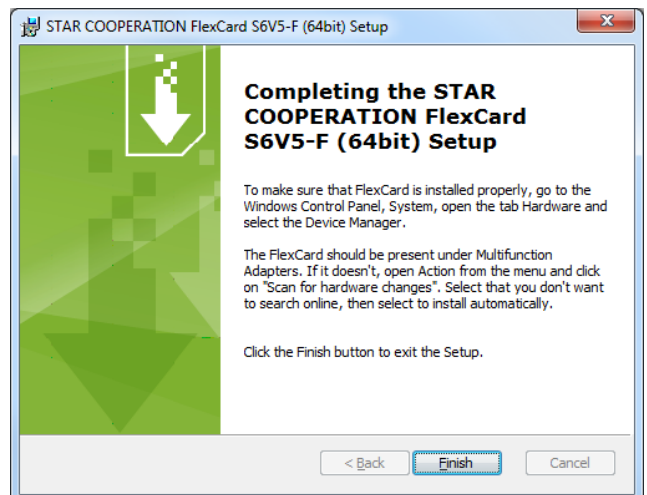 STAR COOPERATION FlexCard S6V5-F (64bit) Setup
Completing the STAR
COOPERATION FlexCard
S6V5-F (64bit) Setup
To make sure that FlexCard is installed properly, go to the
Windows Control Panel, System, open the tab Hardware and
select the Device Manager.
The FlexCard should be present under Multifunction
Adapters. If it doesn't, open Action from the menu and click
on "Scan for hardware changes". Select that you don't want
to search online, then select to install automatically.
Click the Finish button to exit the Setup.
< Back Finish Cancel